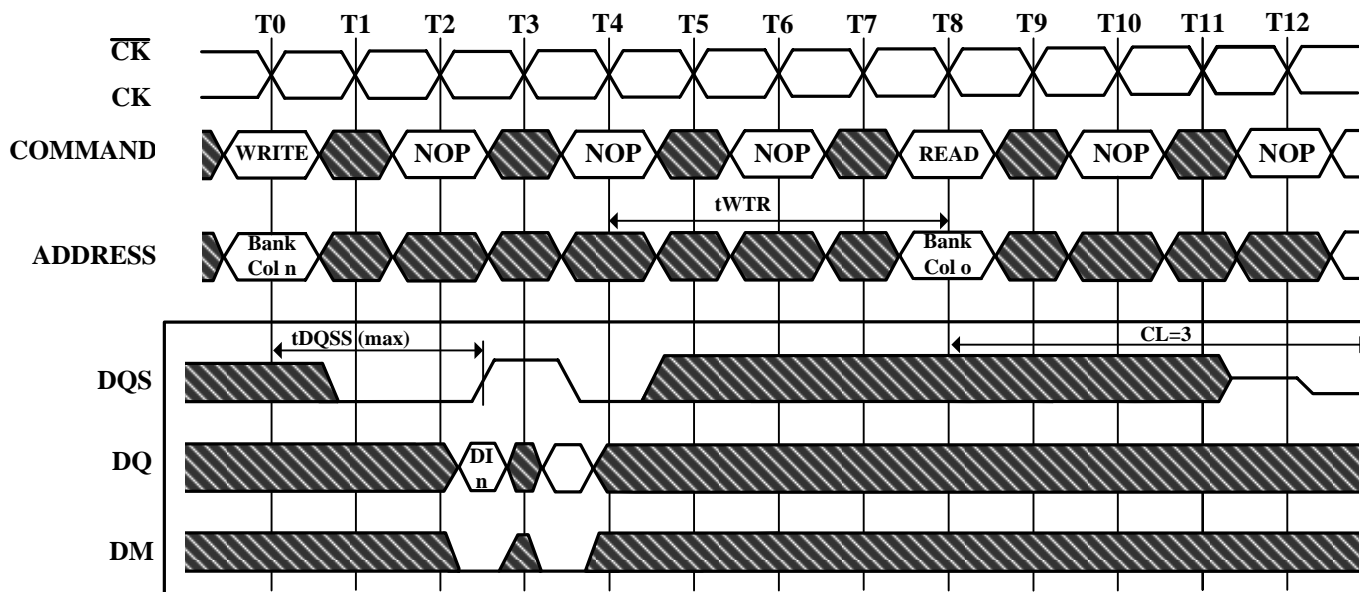 T0 T1 T2 T3 T4 T5 T6 T7 T8 T9 T10 T11 T12
CK
CK
COMMAND WRITE NOP NOP NOP READ NOP NOP
tWTR
ADDRESS Bank Col n Bank Col o
tDQSS (max) CL=3
DQS
DQ DI n
DM